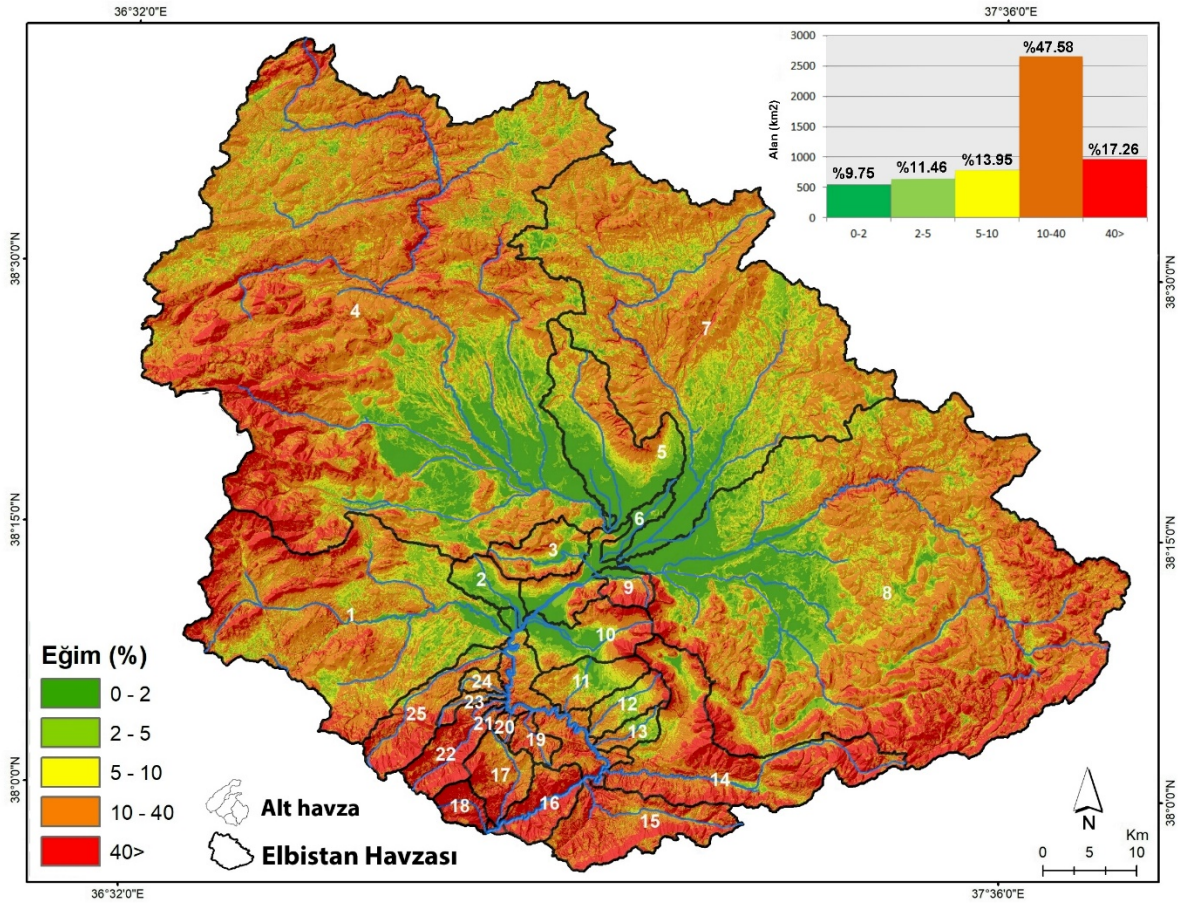 36°32'0"E
37°36'0"E
3000
2500
2000
1500
1000
500
0
Alan (km2)
%9.75
%11.46
%13.95
%47.58
%17.26
0-2
2-5
5-10
10-40
40>
38°30'0"N
38°30'0"N
38°15'0"N
38°15'0"N
38°0'0"N
38°0'0"N
4
7
5
6
3
2
9
8
1
10
11
24
12
23
25
21
20
13
19
22
17
14
18
16
15
Eğim (%)
0 - 2
2 - 5
5 - 10
10 - 40
40>
Alt havza
Elbistan Havzası
N
Km
0 5 10
36°32'0"E
37°36'0"E